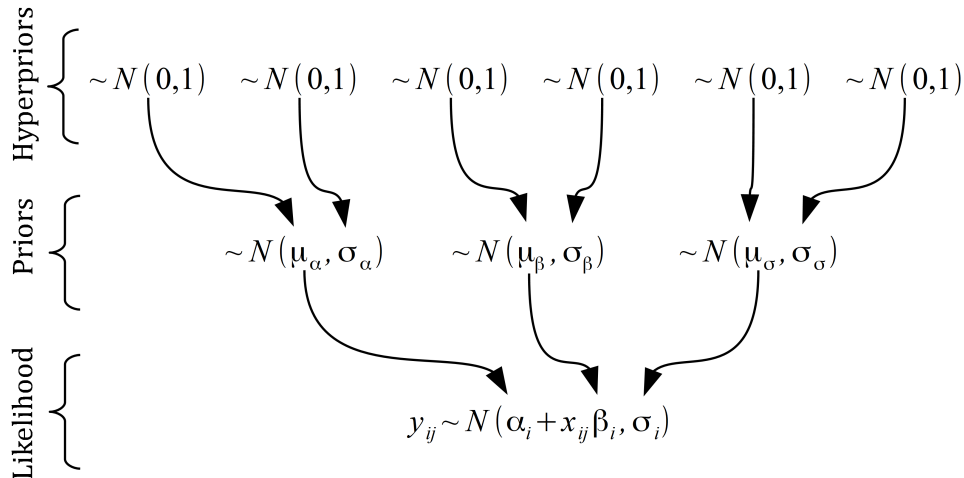 Hyperpriors
~N(0,1) ~N(0,1) ~N(0,1) ~N(0,1) ~N(0,1) ~N(0,1)
Priors
~N(μα,σα) ~N(μβ,σβ) ~N(μσ,σσ)
Likelihood
yij~N(αi+xijβi,σi)